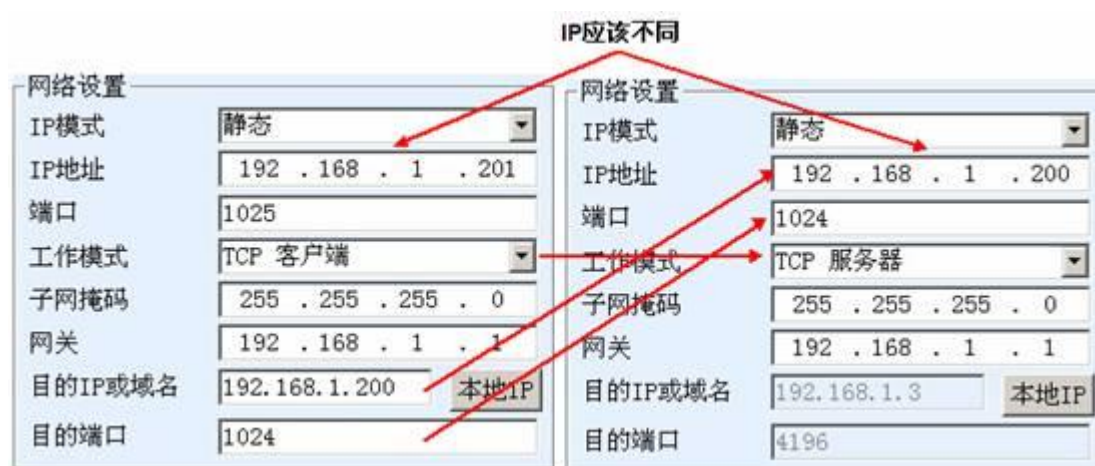 IP应该不同
网络设置
IP模式 静态
IP地址 192 . 168 . 1 . 201
端口 1025
工作模式 TCP 客户端
子网掩码 255 . 255 . 255 . 0
网关 192 . 168 . 1 . 1
目的IP或域名 192.168.1.200 本地IP
目的端口 1024
网络设置
IP模式 静态
IP地址 192 . 168 . 1 . 200
端口 1024
工作模式 TCP 服务器
子网掩码 255 . 255 . 255 . 0
网关 192 . 168 . 1 . 1
目的IP或域名 192.168.1.3 本地IP
目的端口 4196